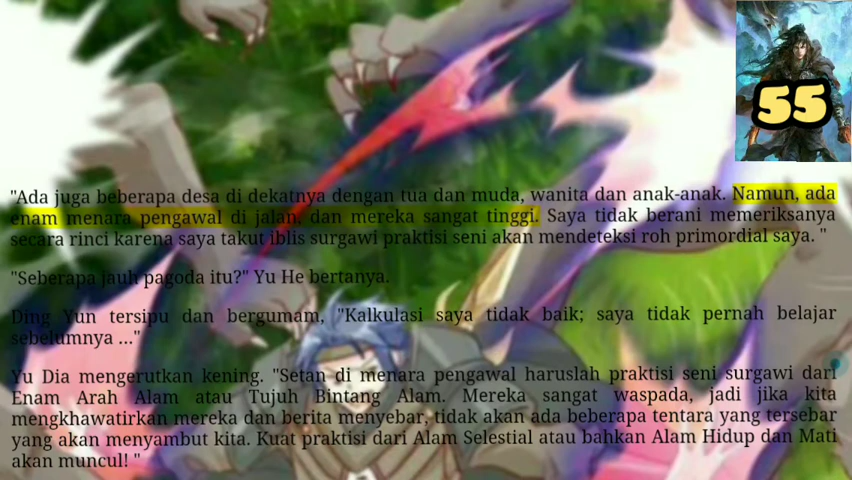 55
"Ada juga beberapa desa di dekatnya dengan tua dan muda, wanita dan anak-anak. Namun, ada
enam menara pengawal di jalan, dan mereka sangat tinggi. Saya tidak berani memeriksanya
secara rinci karena saya takut iblis surgawi praktisi seni akan mendeteksi roh primordial saya. "
"Seberapa jauh pagoda itu?" Yu He bertanya.
Ding Yun tersipu dan bergumam, "Kalkulasi saya tidak baik; saya tidak pernah belajar
sebelumnya ..."
Yu Dia mengerutkan kening. "Setan di menara pengawal haruslah praktisi seni surgawi dari
Enam Arah Alam atau Tujuh Bintang Alam. Mereka sangat waspada, jadi jika kita
mengkhawatirkan mereka dan berita menyebar, tidak akan ada beberapa tentara yang tersebar
yang akan menyambut kita. Kuat praktisi dari Alam Selestial atau bahkan Alam Hidup dan Mati
akan muncul! "